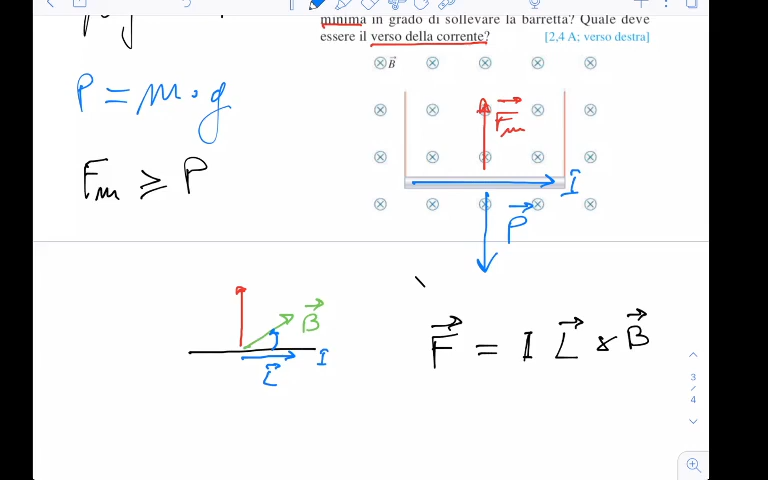 minima in grado di sollevare la barretta? Quale deve
essere il verso della corrente? [2,4 A; verso destra]
B
P = m · g
Fm
Fm ≥ P
I
P
B
F = I L x B
I
L
3
/
4